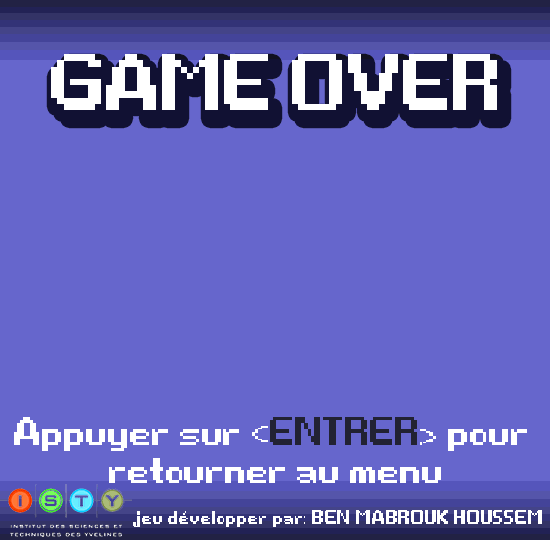 GAME OVER
Appuyer sur <ENTRER> pour
retourner au menu
ISTY
INSTITUT DES SCIENCES ET
TECHNIQUES DES YVELINES
jeu développer par: BEN MABROUK HOUSSEM